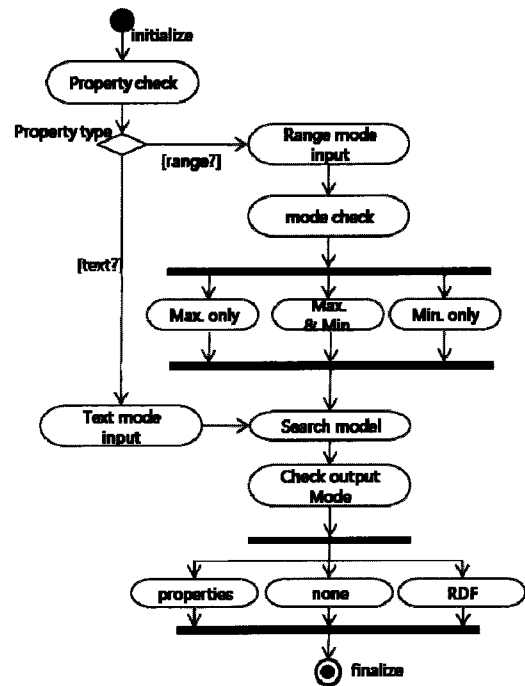 initialize
Property check
Property type
[range?]
Range mode
input
mode check
[text?]
Max. only
Max.
& Min.
Min. only
Text mode
input
Search model
Check output
Mode
properties
none
RDF
finalize